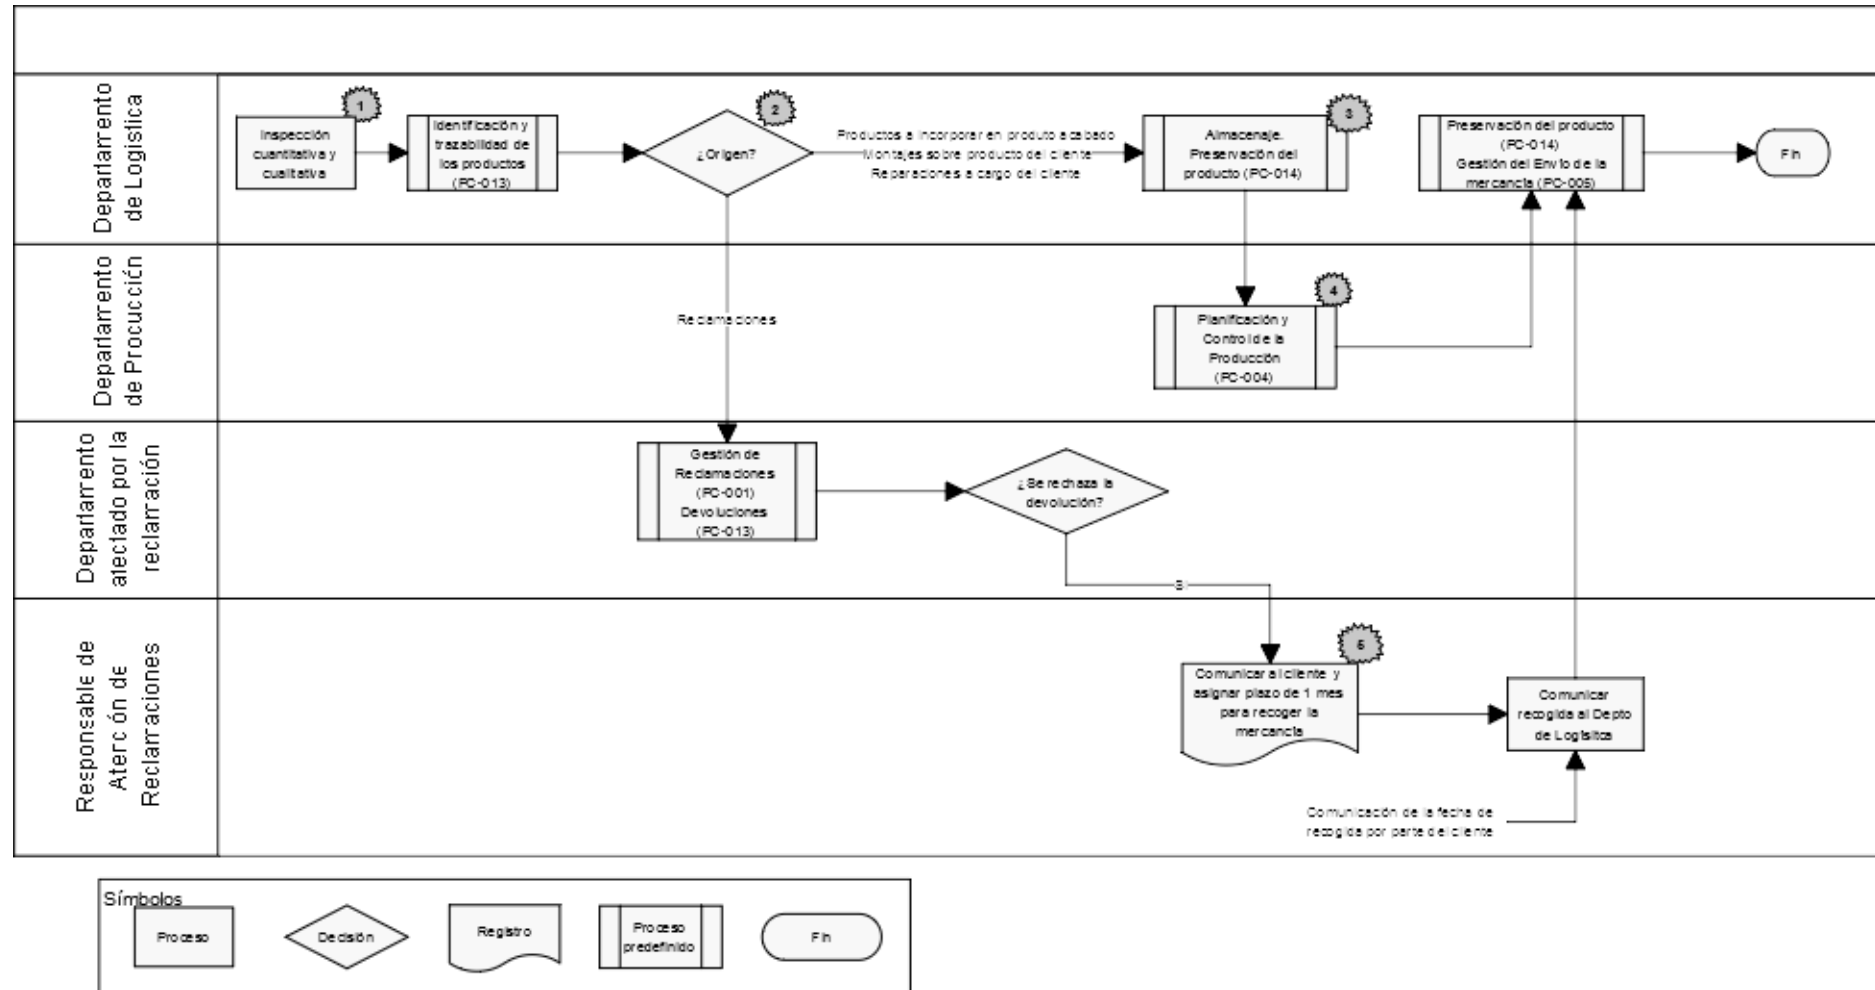 Departamento
de Logística
Inspección
cuantitativa y
cualitativa
1
Identificación y
trazabilidad de
los productos
(PC-013)
¿Origen?
2
Productos a incorporar en produto acabado
Montajes sobre producto del cliente
Reparaciones a cargo del cliente
Almacenaje.
Preservación del
producto (PC-014)
3
Preservación del producto
(PC-014)
Gestión del Envío de la
mercancía (PC-005)
Fin
Departamento
de Producción
Reclamaciones
Planificación y
Control de la
Producción
(PC-004)
4
Departamento
afectado por la
reclamación
Gestión de
Reclamaciones
(PC-001)
Devoluciones
(PC-013)
¿Se rechaza la
devolución?
Si
Responsable de
Atención de
Reclamaciones
Comunicar al cliente y
asignar plazo de 1 mes
para recoger la
mercancía
5
Comunicar
recogida al Depto
de Logísitca
Comunicación de la fecha de
recogida por parte del cliente
Símbolos
Proceso
Decisión
Registro
Proceso
predefinido
Fin